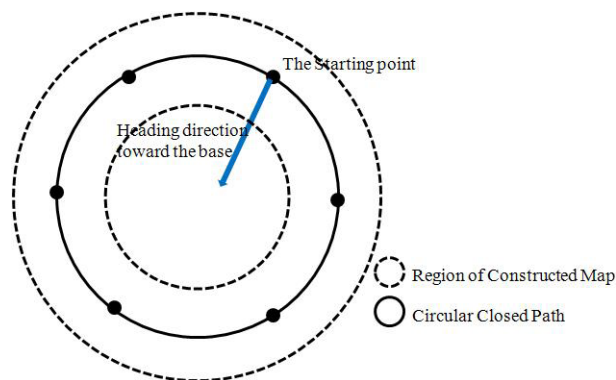 The Starting point
Heading direction
toward the base
Region of Constructed Map
Circular Closed Path